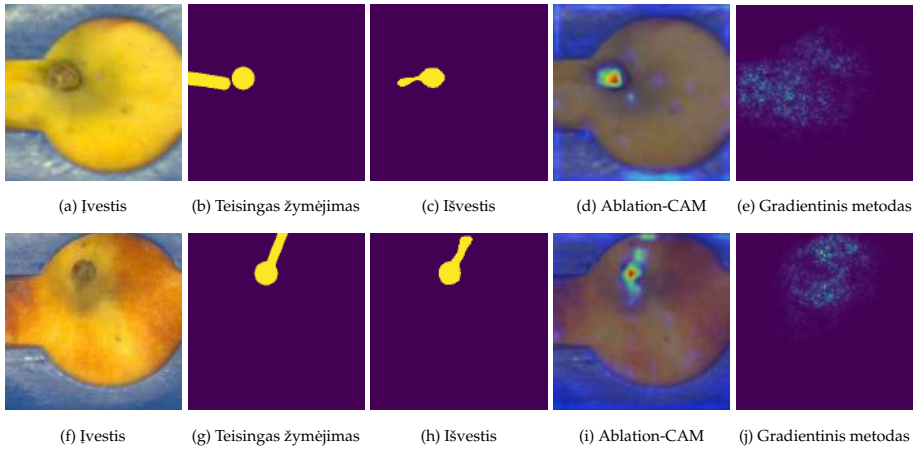 (a) Įvestis
(b) Teisingas žymėjimas
(c) Išvestis
(d) Ablation-CAM
(e) Gradientinis metodas
(f) Įvestis
(g) Teisingas žymėjimas
(h) Išvestis
(i) Ablation-CAM
(j) Gradientinis metodas